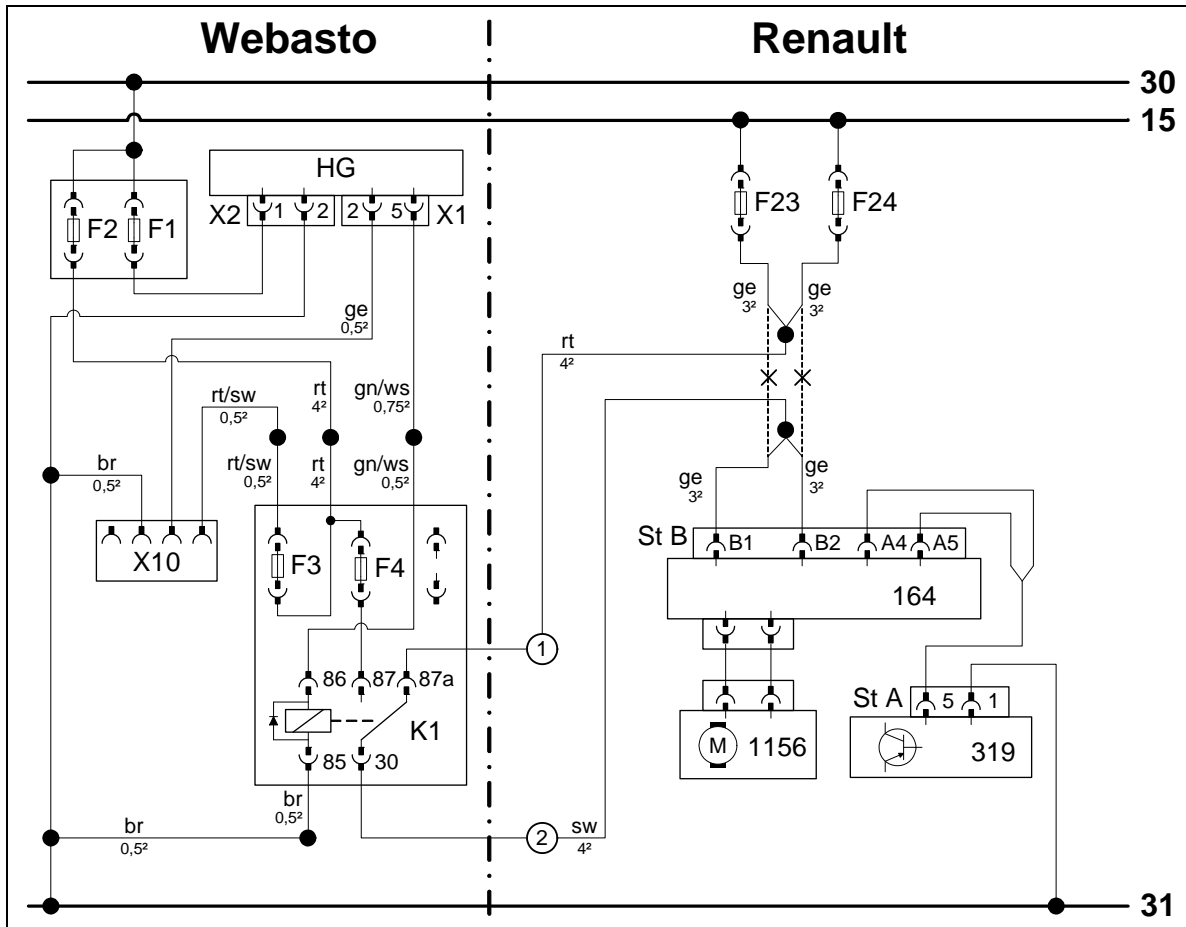 Webasto Renault
30
15
HG
X2 1 2 2 5 X1
F2 F1
F23 F24
ge
0,5²
ge
3²
ge
3²
rt
4²
rt/sw
0,5²
rt
4²
gn/ws
0,75²
br
0,5²
rt/sw
0,5²
rt
4²
gn/ws
0,5²
ge
3²
ge
3²
X10
F3 F4
St B B1 B2 A4 A5
164
1
86 87 87a
K1
85 30
St A 5 1
M 1156
319
br
0,5²
br
0,5²
2
sw
4²
31